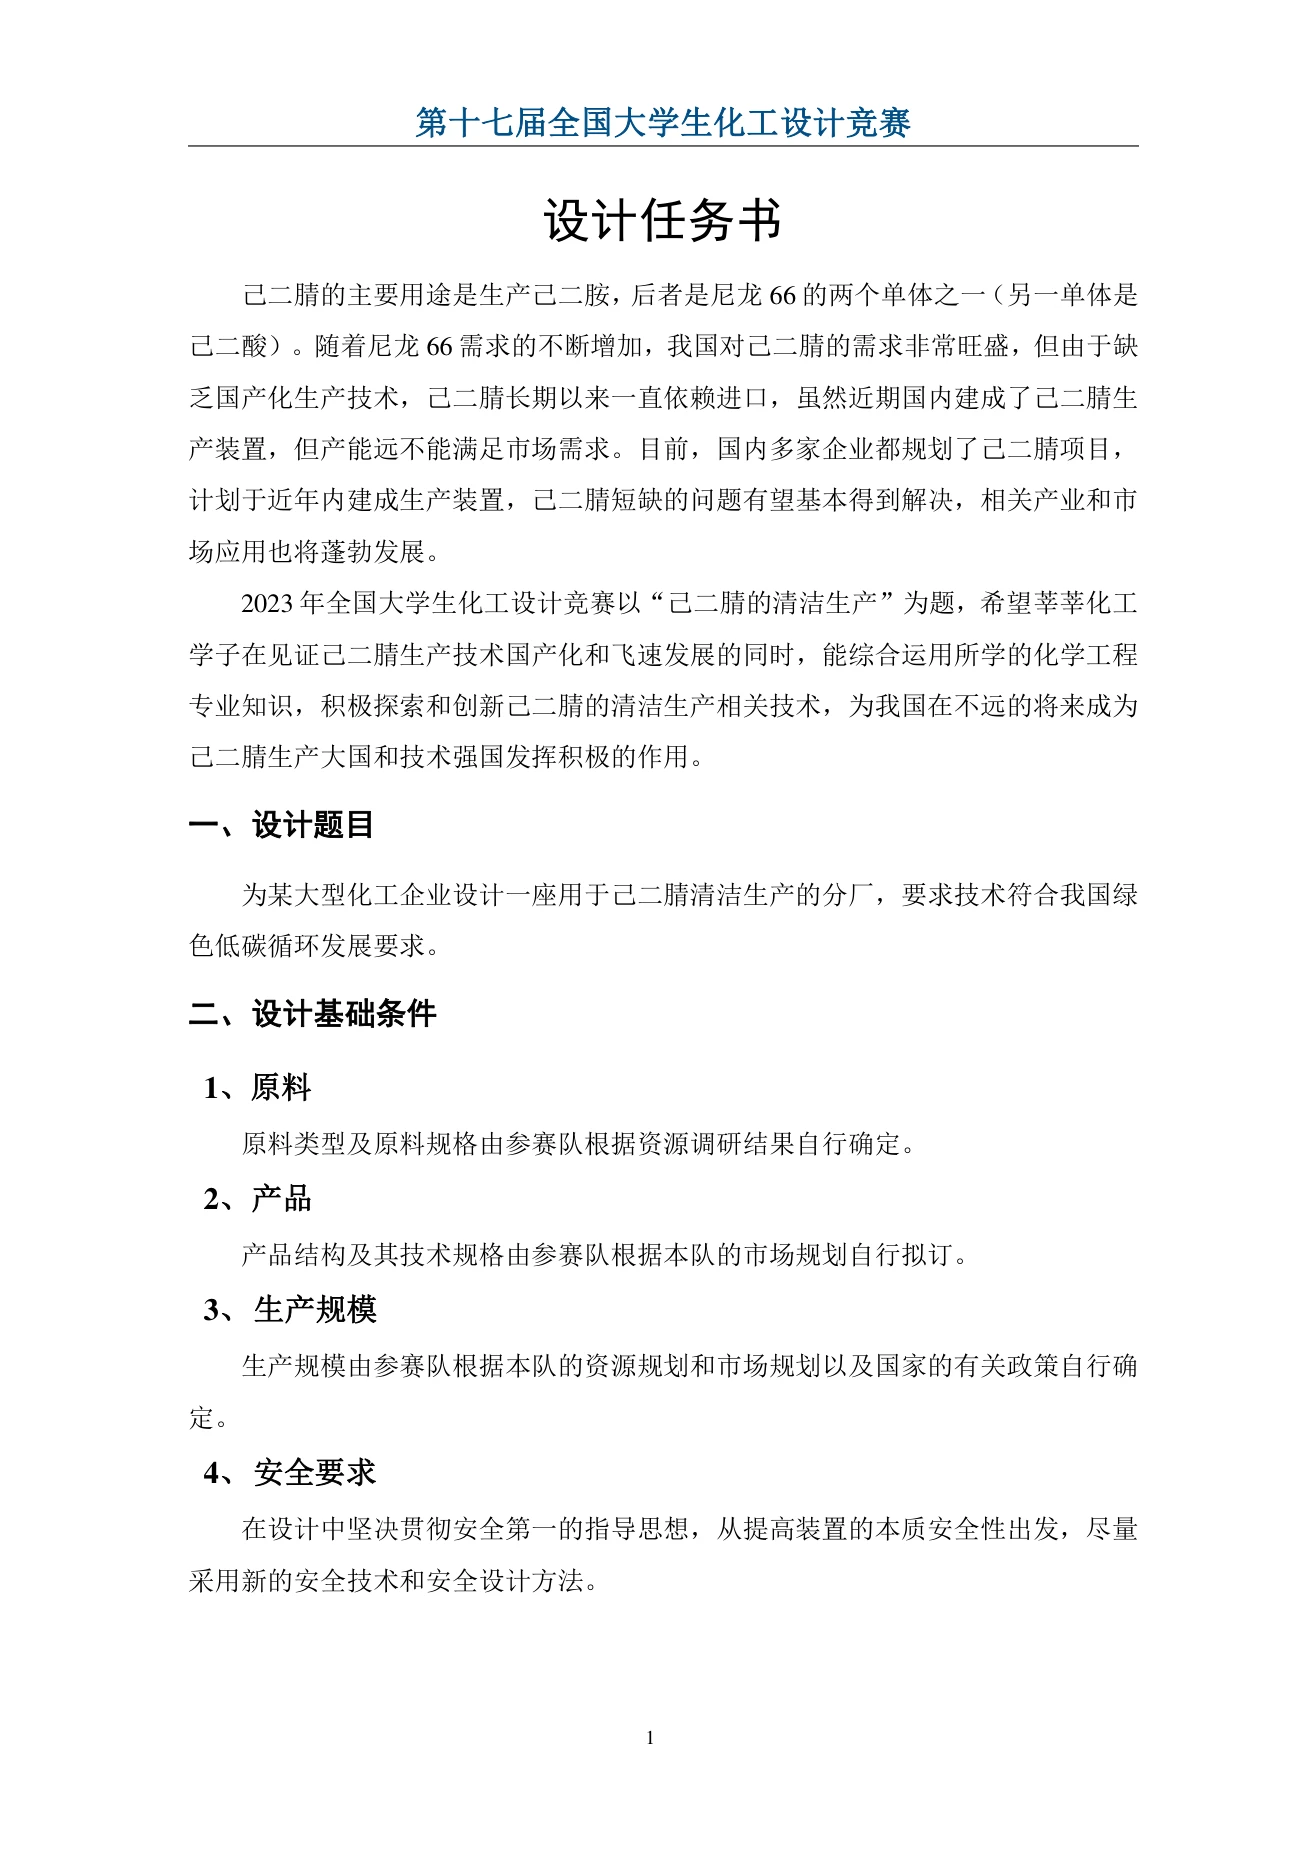 第十七届全国大学生化工设计竞赛
设计任务书
己二腈的主要用途是生产己二胺，后者是尼龙 66 的两个单体之一（另一单体是
己二酸）。随着尼龙 66 需求的不断增加，我国对己二腈的需求非常旺盛，但由于缺
乏国产化生产技术，己二腈长期以来一直依赖进口，虽然近期国内建成了己二腈生
产装置，但产能远不能满足市场需求。目前，国内多家企业都规划了己二腈项目，
计划于近年内建成生产装置，己二腈短缺的问题有望基本得到解决，相关产业和市
场应用也将蓬勃发展。
2023 年全国大学生化工设计竞赛以“己二腈的清洁生产”为题，希望莘莘化工
学子在见证己二腈生产技术国产化和飞速发展的同时，能综合运用所学的化学工程
专业知识，积极探索和创新己二腈的清洁生产相关技术，为我国在不远的将来成为
己二腈生产大国和技术强国发挥积极的作用。
一、设计题目
为某大型化工企业设计一座用于己二腈清洁生产的分厂，要求技术符合我国绿
色低碳循环发展要求。
二、设计基础条件
1、原料
原料类型及原料规格由参赛队根据资源调研结果自行确定。
2、产品
产品结构及其技术规格由参赛队根据本队的市场规划自行拟订。
3、生产规模
生产规模由参赛队根据本队的资源规划和市场规划以及国家的有关政策自行确
定。
4、安全要求
在设计中坚决贯彻安全第一的指导思想，从提高装置的本质安全性出发，尽量
采用新的安全技术和安全设计方法。
1